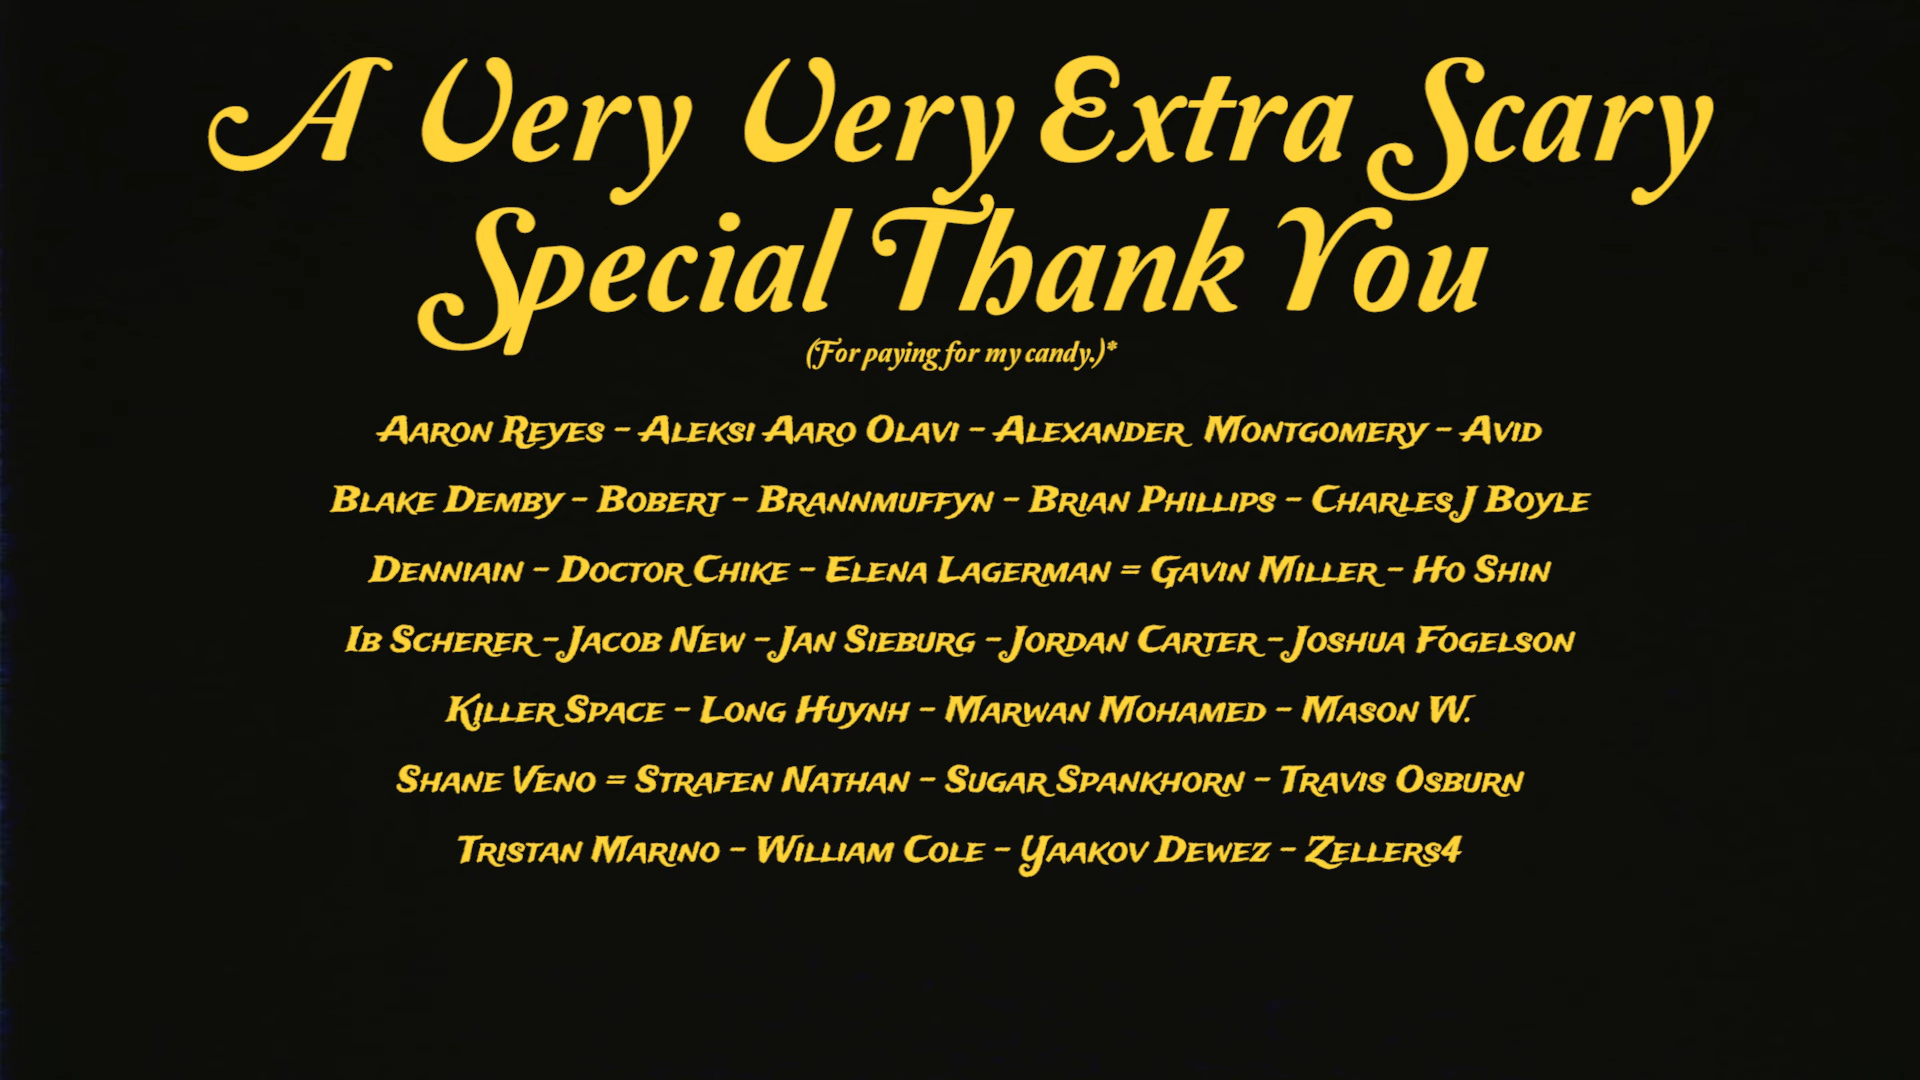 A Very Very Extra Scary
Special Thank You
(For paying for my candy.)*
Aaron Reyes - Aleksi Aaro Olavi - Alexander Montgomery - Avid
Blake Demby - Bobert - Brannmuffyn - Brian Phillips - Charles J Boyle
Denniain - Doctor Chike - Elena Lagerman = Gavin Miller - Ho Shin
Ib Scherer - Jacob New - Jan Sieburg - Jordan Carter - Joshua Fogelson
Killer Space - Long Huynh - Marwan Mohamed - Mason W.
Shane Veno = Strafen Nathan - Sugar Spankhorn - Travis Osburn
Tristan Marino - William Cole - Yaakov Dewez - Zellers4